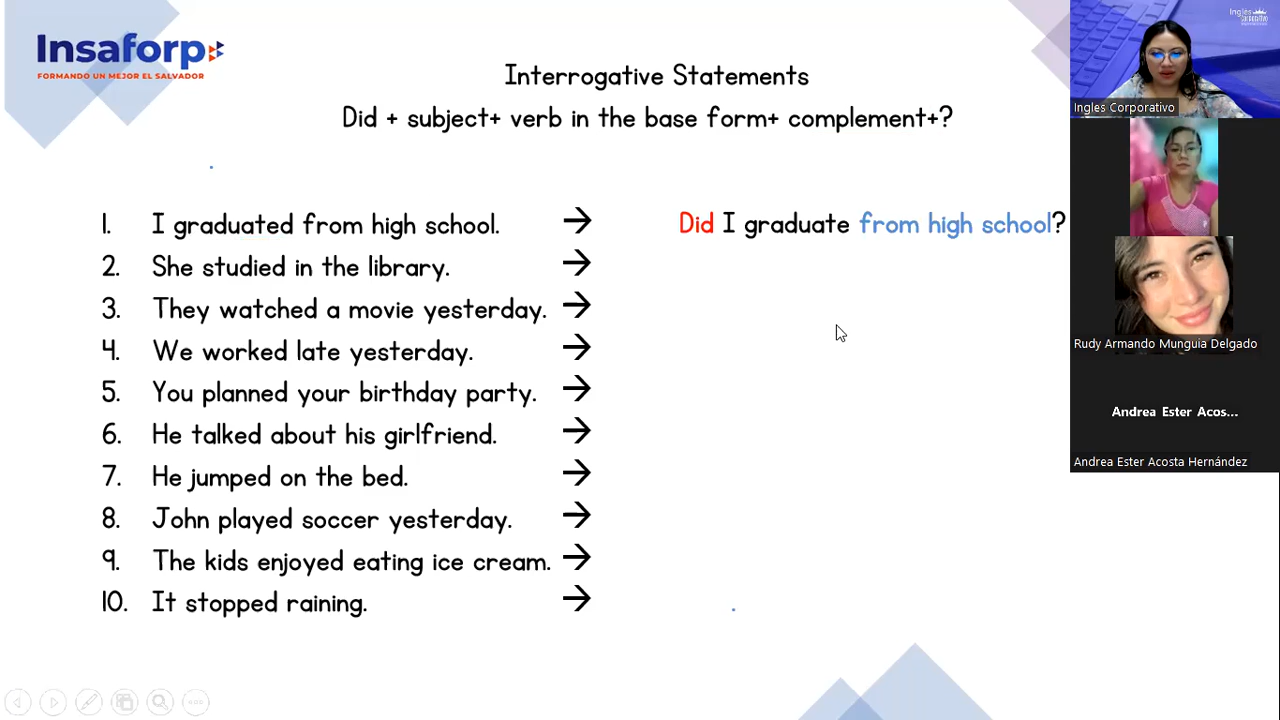 Insaforp
FORMANDO UN MEJOR EL SALVADOR
Interrogative Statements
Did + subject+ verb in the base form+ complement+?
1. I graduated from high school. → Did I graduate from high school?
2. She studied in the library. →
3. They watched a movie yesterday. →
4. We worked late yesterday. →
5. You planned your birthday party. →
6. He talked about his girlfriend. →
7. He jumped on the bed. →
8. John played soccer yesterday. →
9. The kids enjoyed eating ice cream. →
10. It stopped raining. →
Ingles Corporativo
Rudy Armando Munguia Delgado
Andrea Ester Acos...
Andrea Ester Acosta Hernández